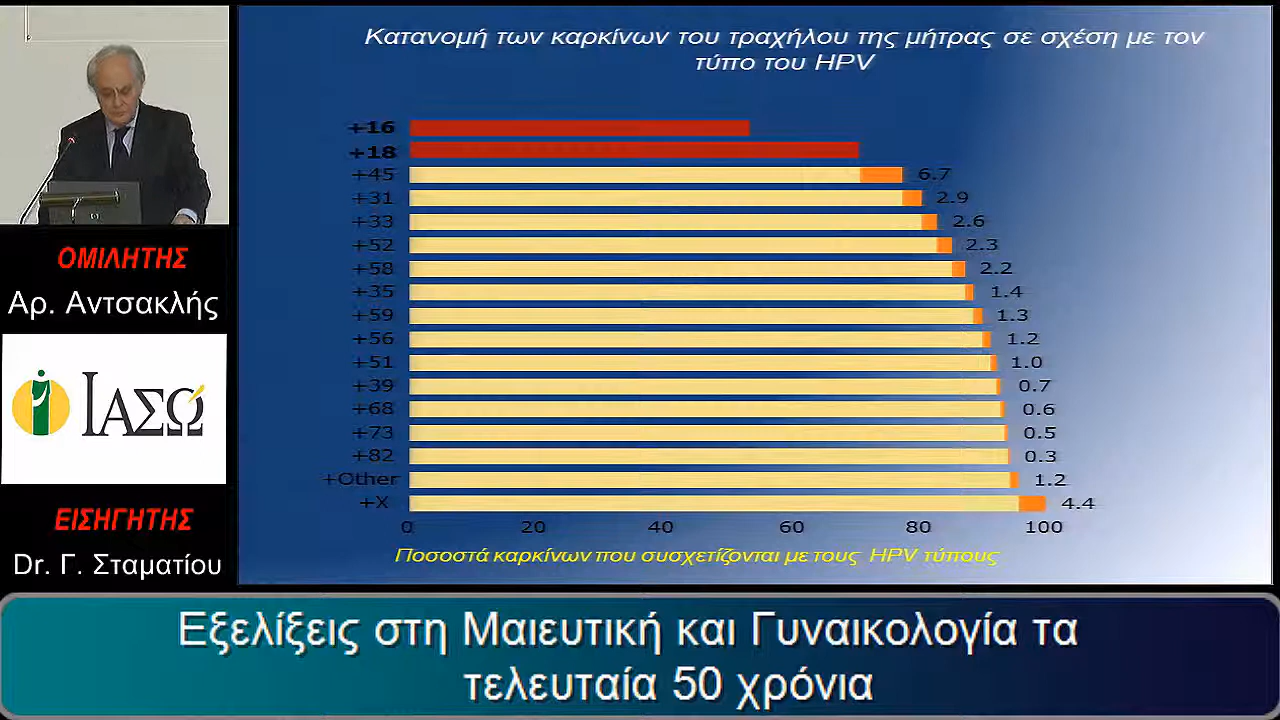 Κατανομή των καρκίνων του τραχήλου της μήτρας σε σχέση με τον
τύπο του HPV
+16
+18
+45 6.7
+31 2.9
+33 2.6
+52 2.3
+58 2.2
+35 1.4
+59 1.3
+56 1.2
+51 1.0
+39 0.7
+68 0.6
+73 0.5
+82 0.3
+Other 1.2
+X 4.4
0 20 40 60 80 100
Ποσοστά καρκίνων που συσχετίζονται με τους HPV τύπους
ΟΜΙΛΗΤΗΣ
Αρ. Αντσακλής
ΙΑΣΩ
ΕΙΣΗΓΗΤΗΣ
Dr. Γ. Σταματίου
Εξελίξεις στη Μαιευτική και Γυναικολογία τα
τελευταία 50 χρόνια